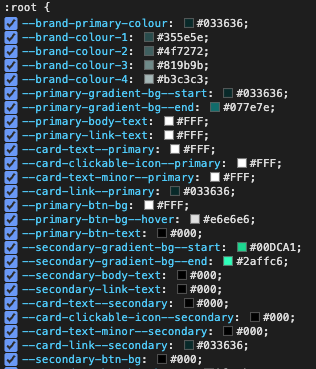 :root {
--brand-primary-colour: #033636;
--brand-colour-1: #355e5e;
--brand-colour-2: #4f7272;
--brand-colour-3: #819b9b;
--brand-colour-4: #b3c3c3;
--primary-gradient-bg--start: #033636;
--primary-gradient-bg--end: #077e7e;
--primary-body-text: #FFF;
--primary-link-text: #FFF;
--card-text--primary: #FFF;
--card-clickable-icon--primary: #FFF;
--card-text-minor--primary: #FFF;
--card-link--primary: #033636;
--primary-btn-bg: #FFF;
--primary-btn-bg--hover: #e6e6e6;
--primary-btn-text: #000;
--secondary-gradient-bg--start: #00DCA1;
--secondary-gradient-bg--end: #2affc6;
--secondary-body-text: #000;
--secondary-link-text: #000;
--card-text--secondary: #000;
--card-clickable-icon--secondary: #000;
--card-text-minor--secondary: #000;
--card-link--secondary: #033636;
--secondary-btn-bg: #000;